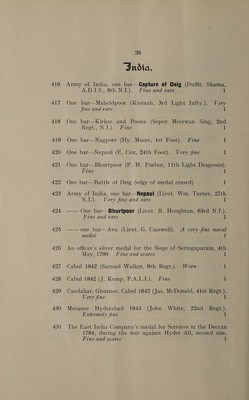 38
India.
416 Army of India, one bar—Capture of Deig (Duffr. Shama, A.D.I.S., 8th N.I.). Fine and rare 1
417 One bar—Maheidpoor (Kistnah, 3rd Light Infty.). Very fine and rare 1
418 One bar—Kirkee and Poona (Sepoy Meerwan Sing, 2nd Regt., N.I.). Fine 1
419 One bar—Nagpore (Hy. Moore, 1st Foot). Fine 1
420 One bar—Nepaul (E. Cox, 24th Foot). Very fine 1
421 One bar—Bhurtpoor (P. H. Furbor, 11th Light Dragoons). Fine 1
422 One bar—Battle of Deig (edge of medal erased) 1
423 Army of India, one bar—Nepaul (Lieut. Wm. Turner, 27th N.I.). Very fine and rare 1
424 —— One bar—Bhurtpoor (Lieut. R. Houghton, 63rd N.I.). Fine and rare 1
425 —— one bar—Ava (Lieut. G. Casswell). A very fine naval medal 1
426 An officer's silver medal for the Siege of Seringapatam, 4th May, 1799. Fine and scarce 1
427 Cabul 1842 (Samuel Walker, 9th Regt.). Worn 1
428 Cabul 1842 (J. Kemp, P.A.L.I.). Fine 1
429 Candahar, Ghuznee, Cabul 1842 (Jas. McDonald, 41st Regt.). Very fine 1
430 Meeanee Hyderabad 1843 (John White, 22nd Regt.). Extremely fine 1
431 The East India Company's medal for Services in the Deccan 1784, during the war against Hyder Ali, second size. Fine and scarce 1